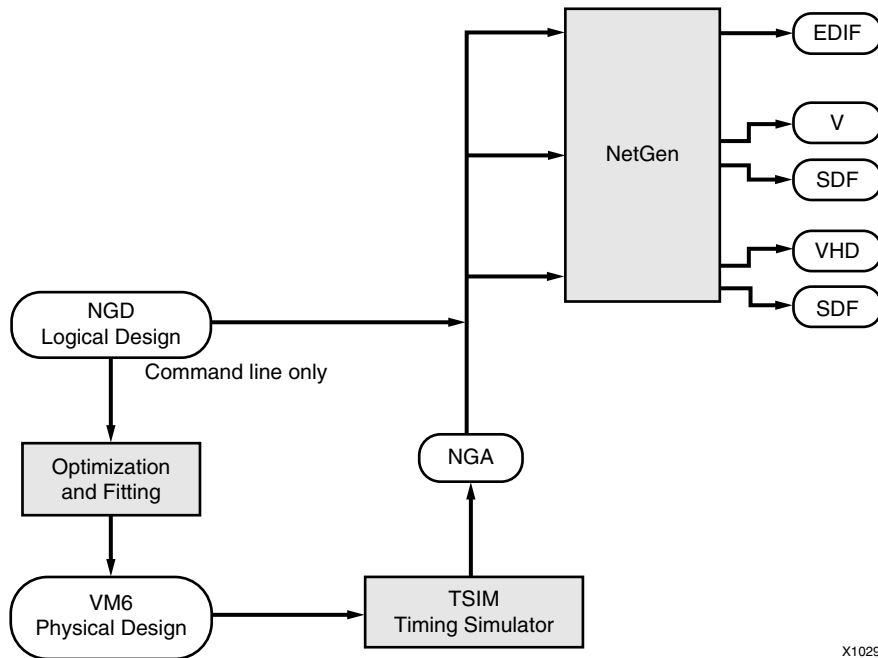 EDIF
V
NetGen
SDF
VHD
SDF
NGD
Logical Design
Command line only
NGA
Optimization
and Fitting
VM6
Physical Design
TSIM
Timing Simulator
X1029